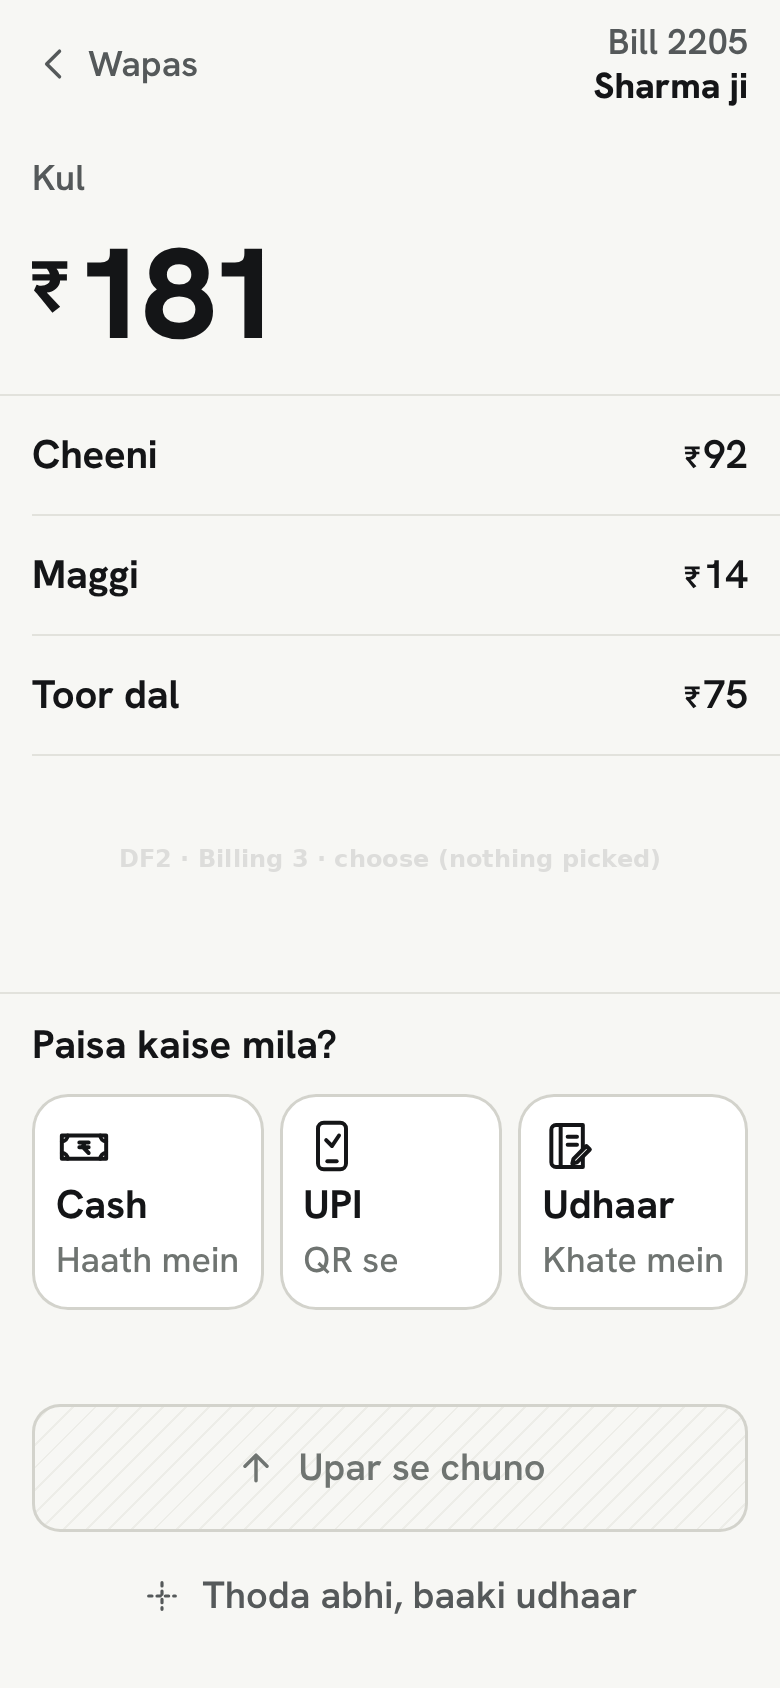 Wapas
Bill 2205
Sharma ji
Kul
₹181
Cheeni ₹92
Maggi ₹14
Toor dal ₹75
DF2 · Billing 3 · choose (nothing picked)
Paisa kaise mila?
Cash
Haath mein
UPI
QR se
Udhaar
Khate mein
↑ Upar se chuno
Thoda abhi, baaki udhaar